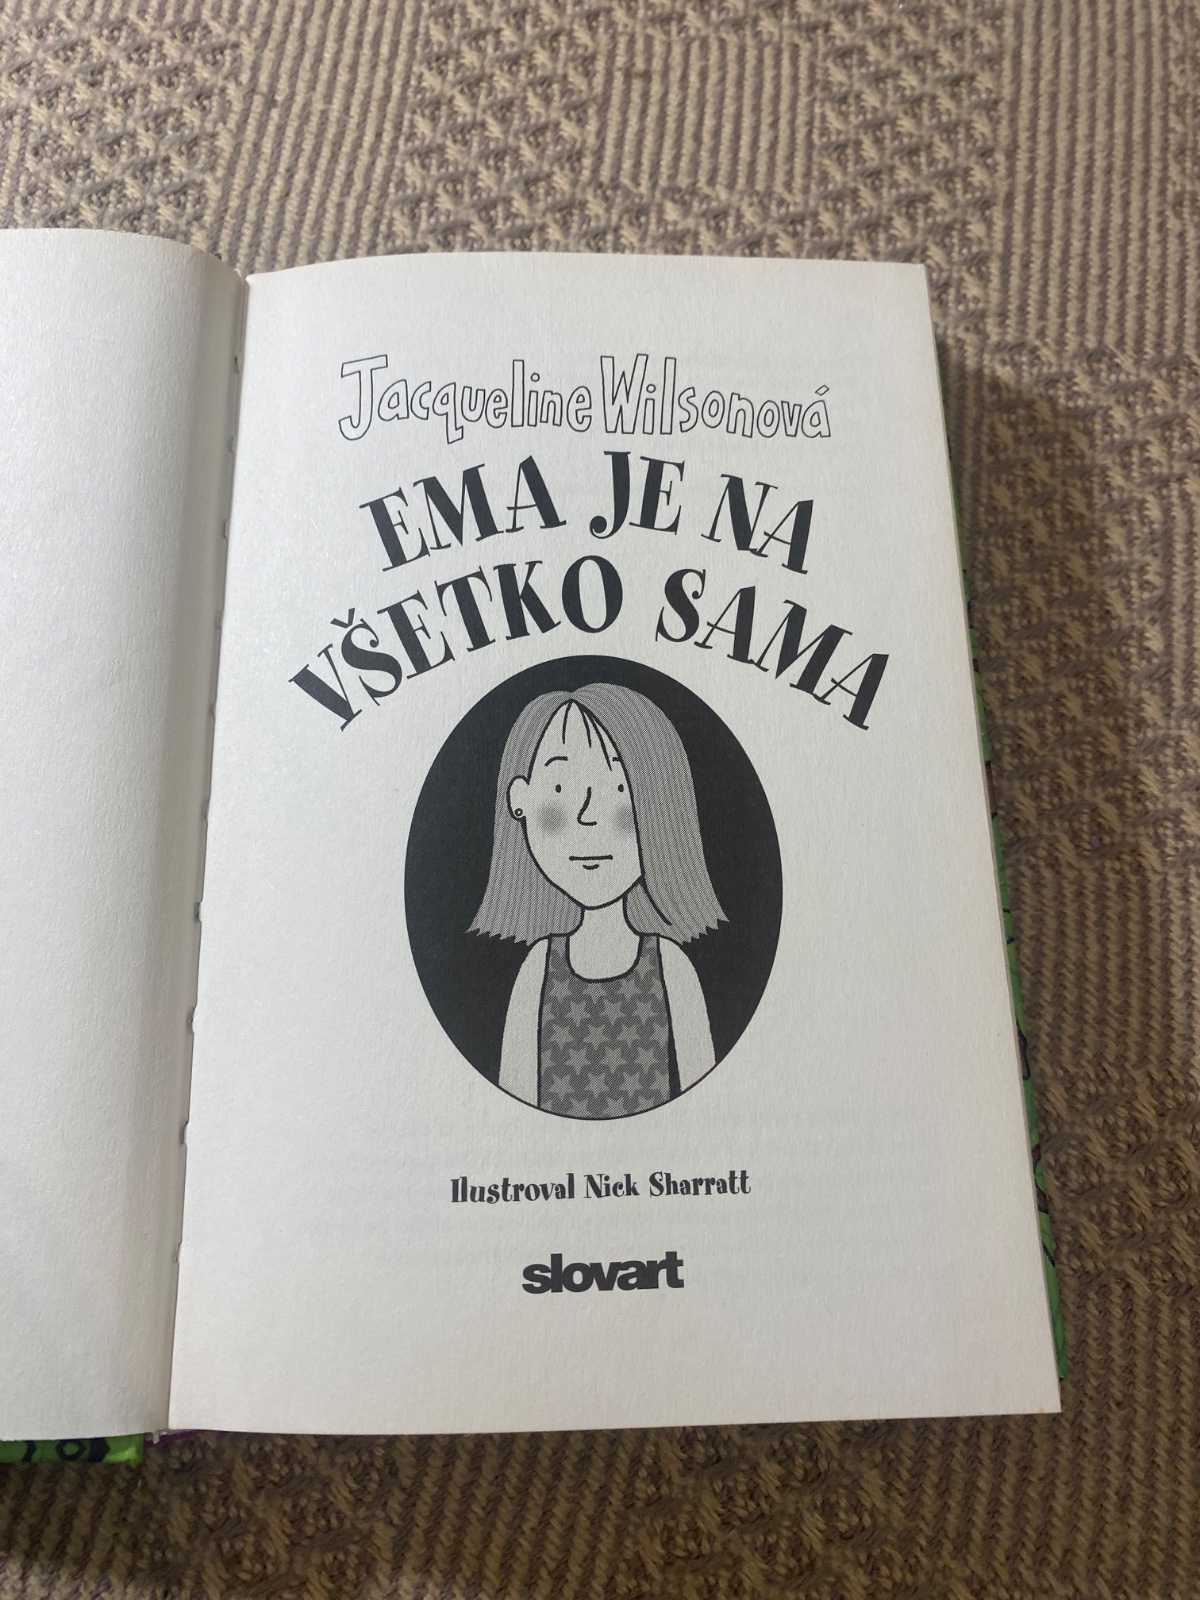 Jacqueline Wilsonová
EMA JE NA
VŠETKO SAMA
Ilustroval Nick Sharratt
slovart